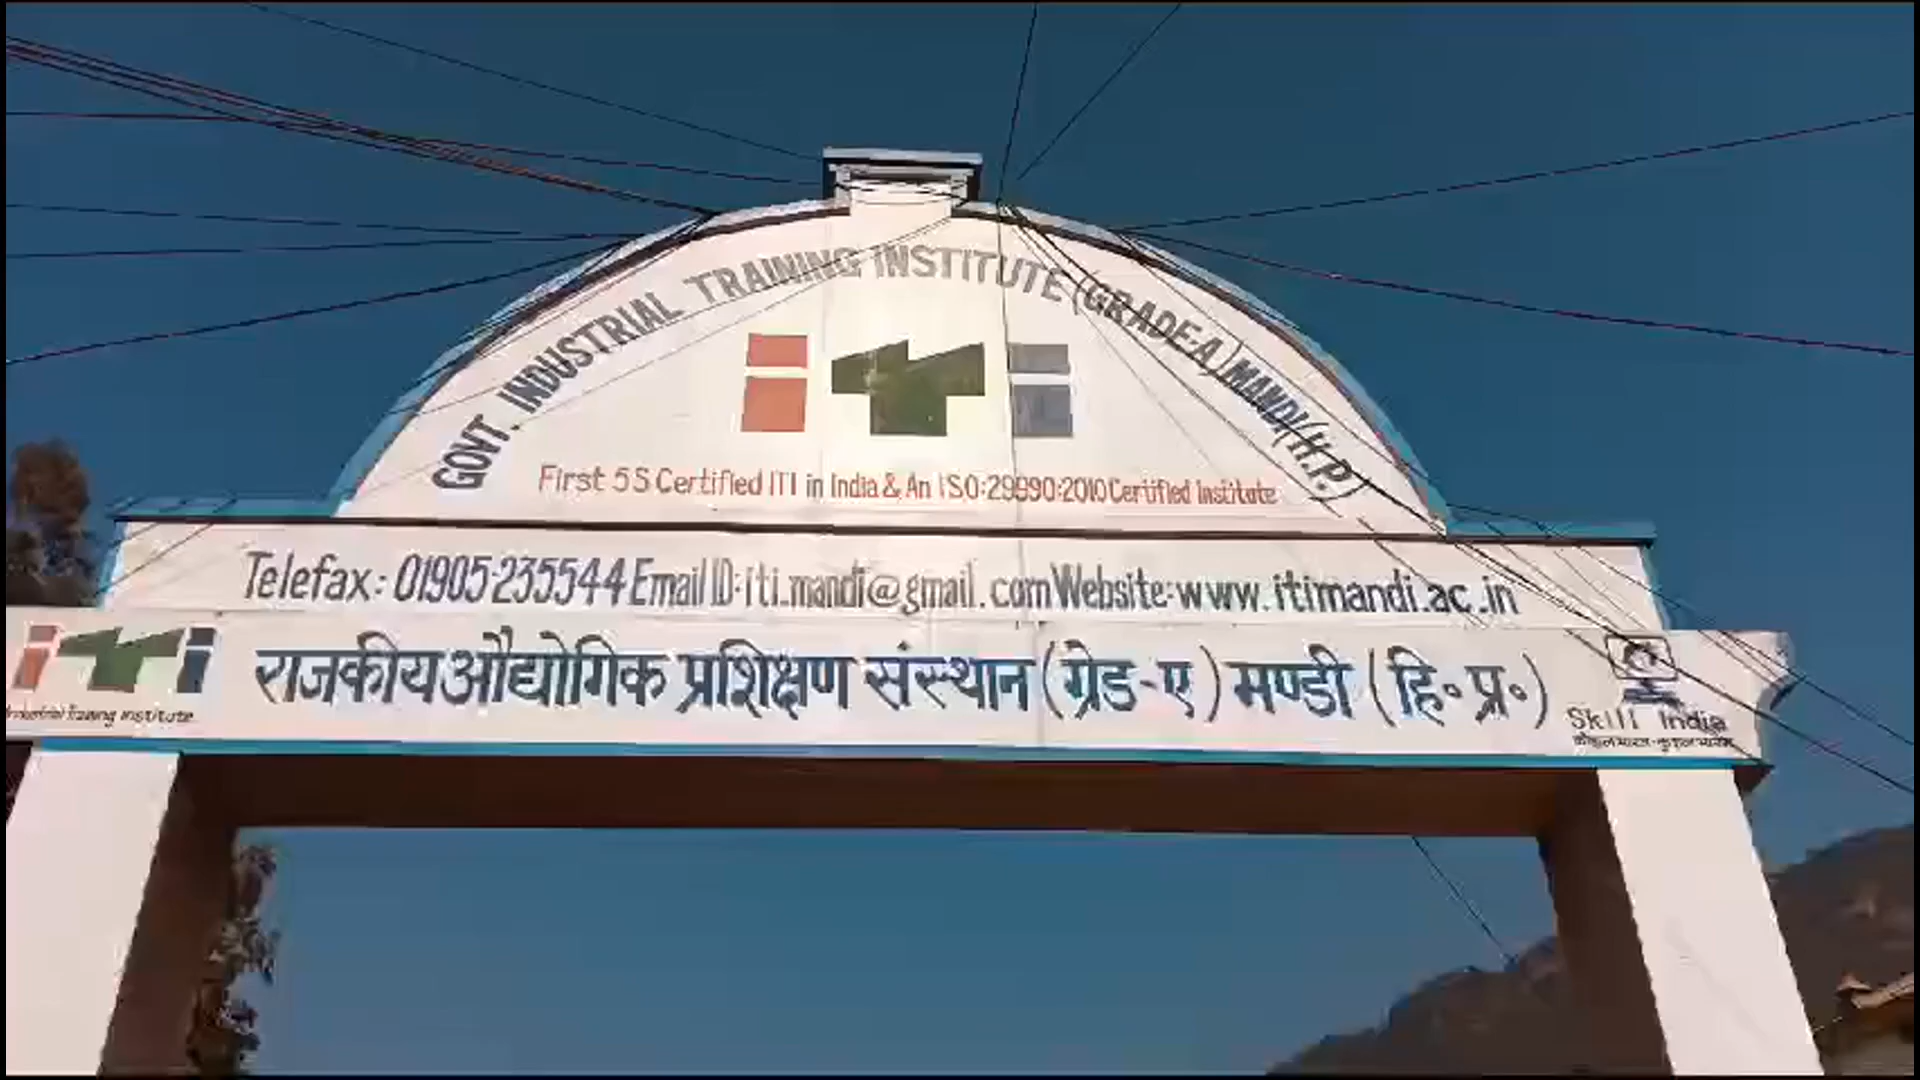 GOVT. INDUSTRIAL TRAINING INSTITUTE (GRADE-A) MANDI (H.P.)
iti
First 5S Certified ITI in India & An ISO:29990:2010 Certified Institute
Telefax: 01905-235544 Email ID:iti.mandi@gmail.com Website:www.itimandi.ac.in
iti
राजकीय औद्योगिक प्रशिक्षण संस्थान (ग्रेड-ए) मण्डी (हि॰ प्र॰)
Institute
Skill India